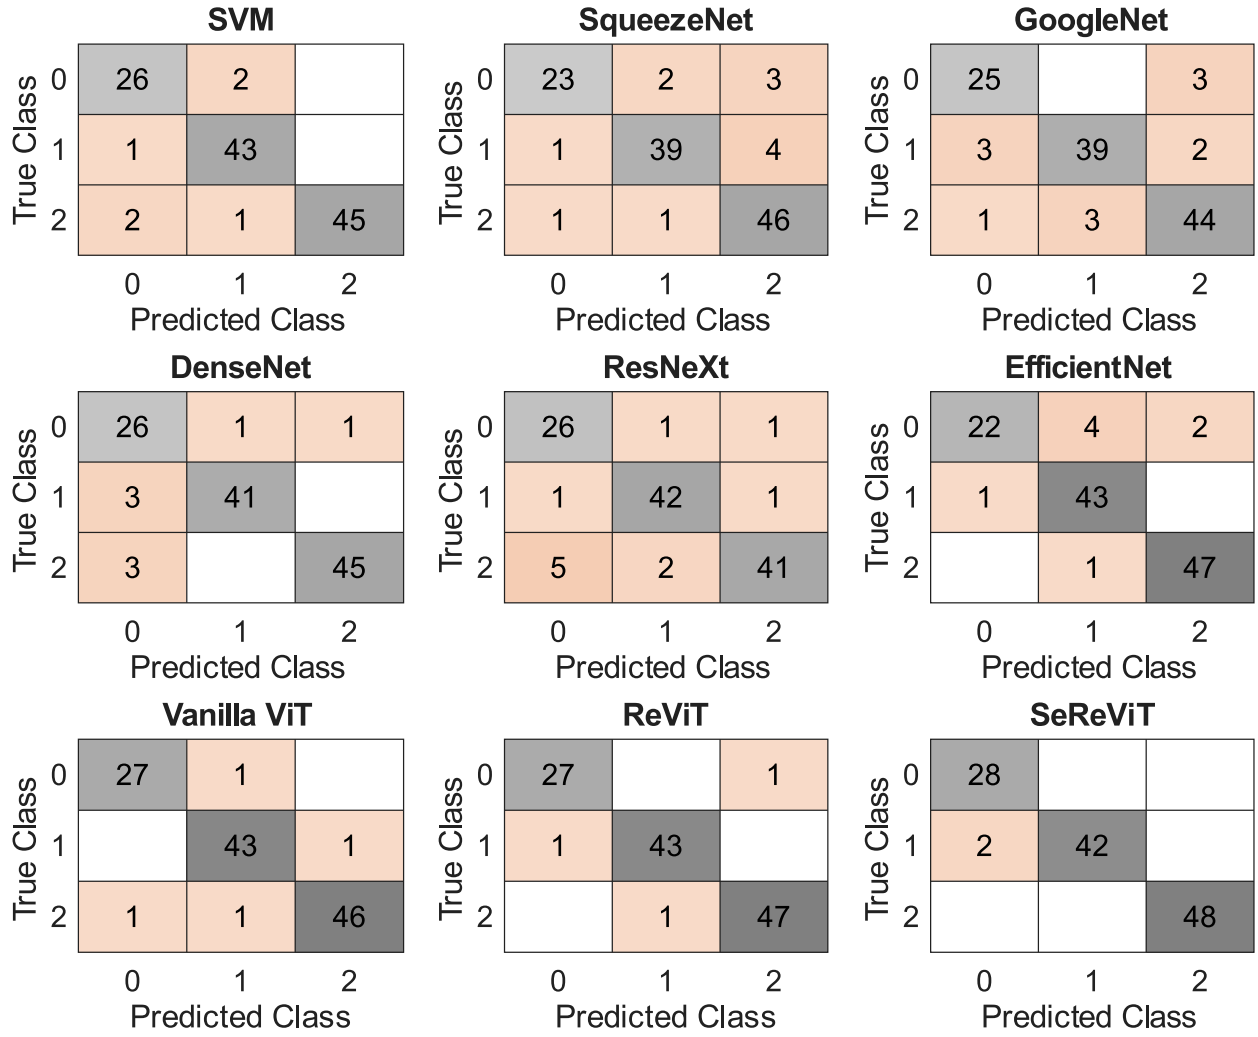 SVM SqueezeNet GoogleNet
True Class 0 26 2 True Class 0 23 2 3 True Class 0 25 3
1 1 43 1 1 39 4 1 3 39 2
2 2 1 45 2 1 1 46 2 1 3 44
0 1 2 0 1 2 0 1 2
Predicted Class Predicted Class Predicted Class
DenseNet ResNeXt EfficientNet
True Class 0 26 1 1 True Class 0 26 1 1 True Class 0 22 4 2
1 3 41 1 1 42 1 1 1 43
2 3 45 2 5 2 41 2 1 47
0 1 2 0 1 2 0 1 2
Predicted Class Predicted Class Predicted Class
Vanilla ViT ReViT SeReViT
True Class 0 27 1 True Class 0 27 1 True Class 0 28
1 43 1 1 1 43 1 2 42
2 1 1 46 2 1 47 2 48
0 1 2 0 1 2 0 1 2
Predicted Class Predicted Class Predicted Class